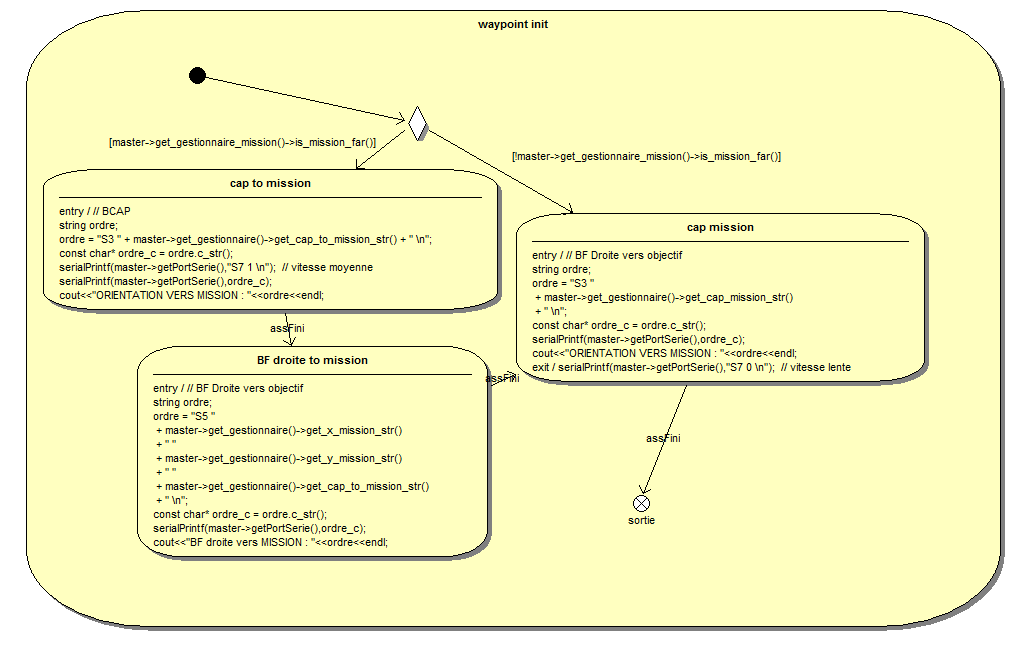 waypoint init
[master->get_gestionnaire_mission()->is_mission_far()]
[!master->get_gestionnaire_mission()->is_mission_far()]
cap to mission
entry / // BCAP
string ordre;
ordre = "S3 " + master->get_gestionnaire()->get_cap_to_mission_str() + " \n";
const char* ordre_c = ordre.c_str();
serialPrintf(master->getPortSerie(),"S7 1 \n");  // vitesse moyenne
serialPrintf(master->getPortSerie(),ordre_c);
cout<<"ORIENTATION VERS MISSION : "<<ordre<<endl;
cap mission
entry / // BF Droite vers objectif
string ordre;
ordre = "S3 "
+ master->get_gestionnaire()->get_cap_mission_str()
+ " \n";
const char* ordre_c = ordre.c_str();
serialPrintf(master->getPortSerie(),ordre_c);
cout<<"ORIENTATION VERS MISSION : "<<ordre<<endl;
exit / serialPrintf(master->getPortSerie(),"S7 0 \n");  // vitesse lente
assFini
BF droite to mission
entry / // BF Droite vers objectif
string ordre;
ordre = "S5 "
+ master->get_gestionnaire()->get_x_mission_str()
+ " "
+ master->get_gestionnaire()->get_y_mission_str()
+ " "
+ master->get_gestionnaire()->get_cap_to_mission_str()
+ " \n";
const char* ordre_c = ordre.c_str();
serialPrintf(master->getPortSerie(),ordre_c);
cout<<"BF droite vers MISSION : "<<ordre<<endl;
assFini
assFini
sortie